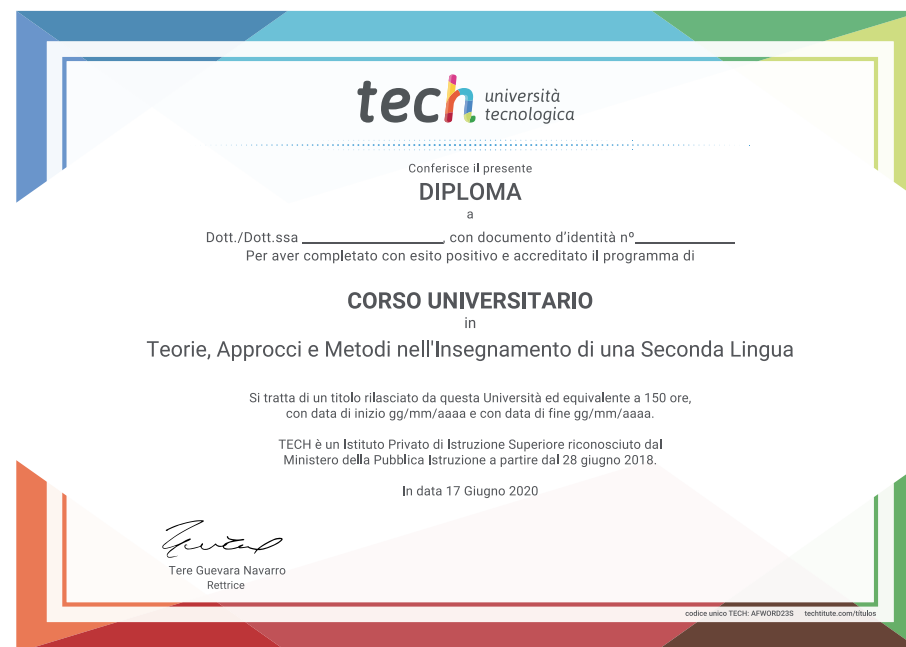 tech università
tecnologica
Conferisce il presente
DIPLOMA
a
Dott./Dott.ssa ________________, con documento d'identità nº____________
Per aver completato con esito positivo e accreditato il programma di
CORSO UNIVERSITARIO
in
Teorie, Approcci e Metodi nell'Insegnamento di una Seconda Lingua
Si tratta di un titolo rilasciato da questa Università ed equivalente a 150 ore,
con data di inizio gg/mm/aaaa e con data di fine gg/mm/aaaa.
TECH è un Istituto Privato di Istruzione Superiore riconosciuto dal
Ministero della Pubblica Istruzione a partire dal 28 giugno 2018.
In data 17 Giugno 2020
Tere Guevara Navarro
Rettrice
codice unico TECH: AFWORD23S techtitute.com/títulos